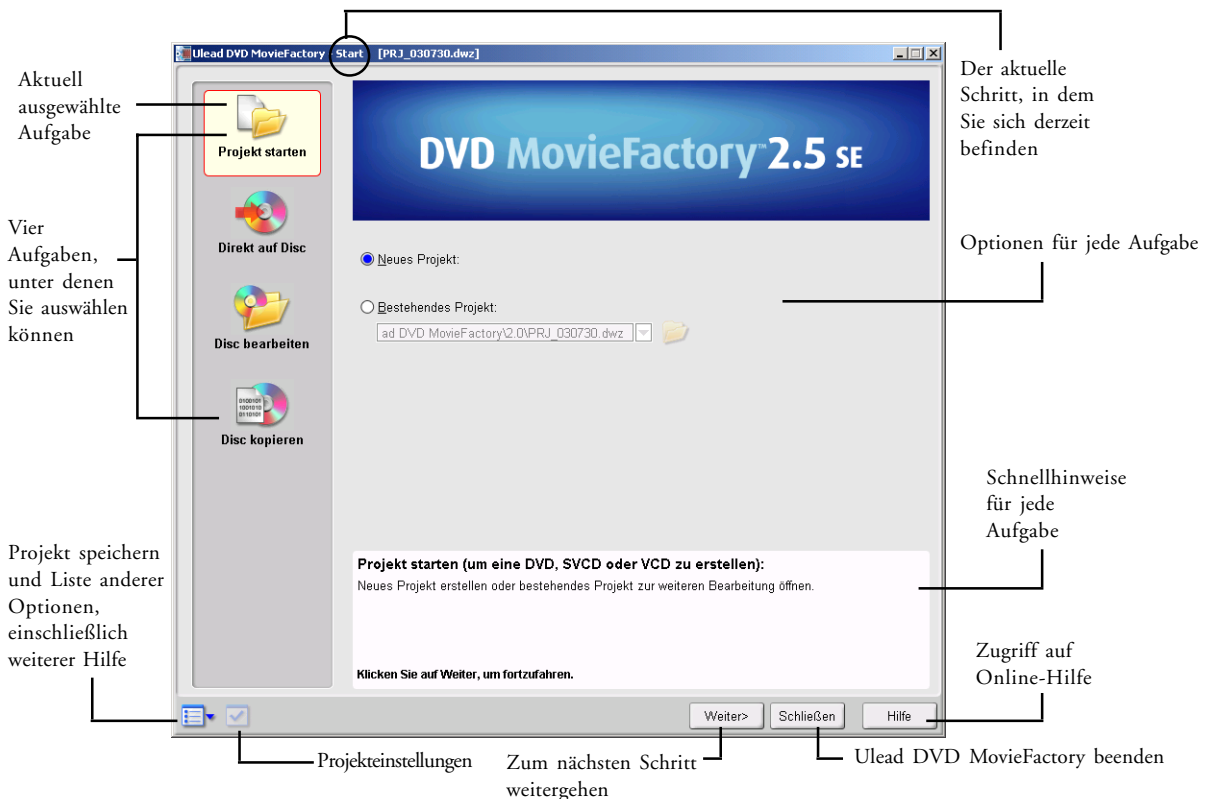 Ulead DVD MovieFactory - Start [PRJ_030730.dwz]
Aktuell
ausgewählte
Aufgabe
Vier
Aufgaben,
unter denen
Sie auswählen
können
Projekt speichern
und Liste anderer
Optionen,
einschließlich
weiterer Hilfe
Projekt starten
Direkt auf Disc
Disc bearbeiten
0100101
1001010
0110101
Disc kopieren
DVD MovieFactory™ 2.5 SE
Neues Projekt:
Bestehendes Projekt:
ad DVD MovieFactory\2.0\PRJ_030730.dwz
Projekt starten (um eine DVD, SVCD oder VCD zu erstellen):
Neues Projekt erstellen oder bestehendes Projekt zur weiteren Bearbeitung öffnen.
Klicken Sie auf Weiter, um fortzufahren.
Weiter>
Schließen
Hilfe
Der aktuelle
Schritt, in dem
Sie sich derzeit
befinden
Optionen für jede Aufgabe
Schnellhinweise
für jede
Aufgabe
Zugriff auf
Online-Hilfe
Projekteinstellungen
Zum nächsten Schritt
weitergehen
Ulead DVD MovieFactory beenden